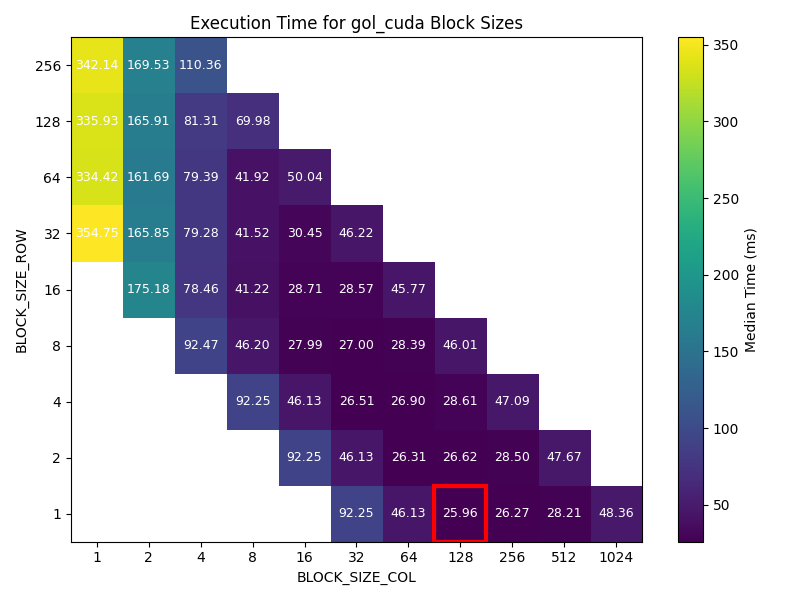 Execution Time for gol_cuda Block Sizes
BLOCK_SIZE_ROW
256 342.14 169.53 110.36
128 335.93 165.91 81.31 69.98
64 334.42 161.69 79.39 41.92 50.04
32 354.75 165.85 79.28 41.52 30.45 46.22
16 175.18 78.46 41.22 28.71 28.57 45.77
8 92.47 46.20 27.99 27.00 28.39 46.01
4 92.25 46.13 26.51 26.90 28.61 47.09
2 92.25 46.13 26.31 26.62 28.50 47.67
1 92.25 46.13 25.96 26.27 28.21 48.36
1 2 4 8 16 32 64 128 256 512 1024
BLOCK_SIZE_COL
350
300
250
200
150
100
50
Median Time (ms)